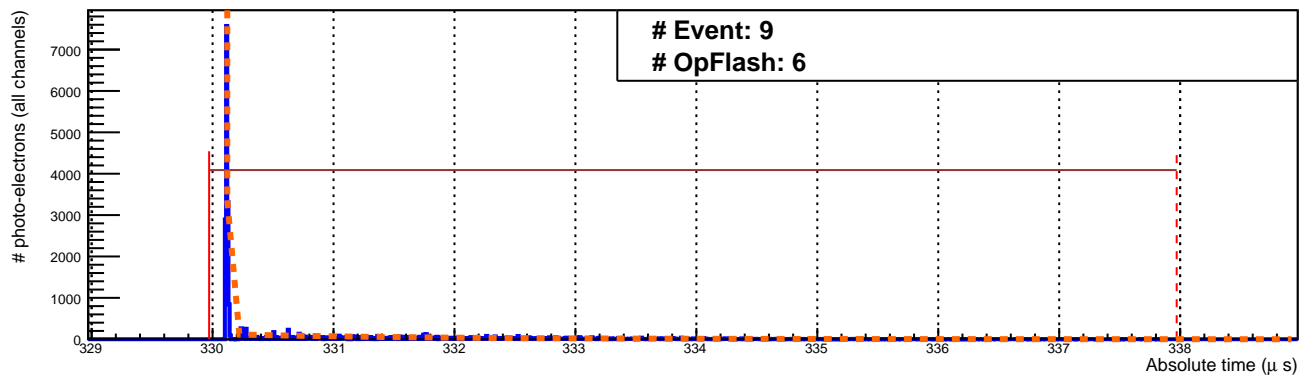 # Event: 9
# OpFlash: 6
# photo-electrons (all channels)
7000
6000
5000
4000
3000
2000
1000
0
329 330 331 332 333 334 335 336 337 338
Absolute time (μ s)